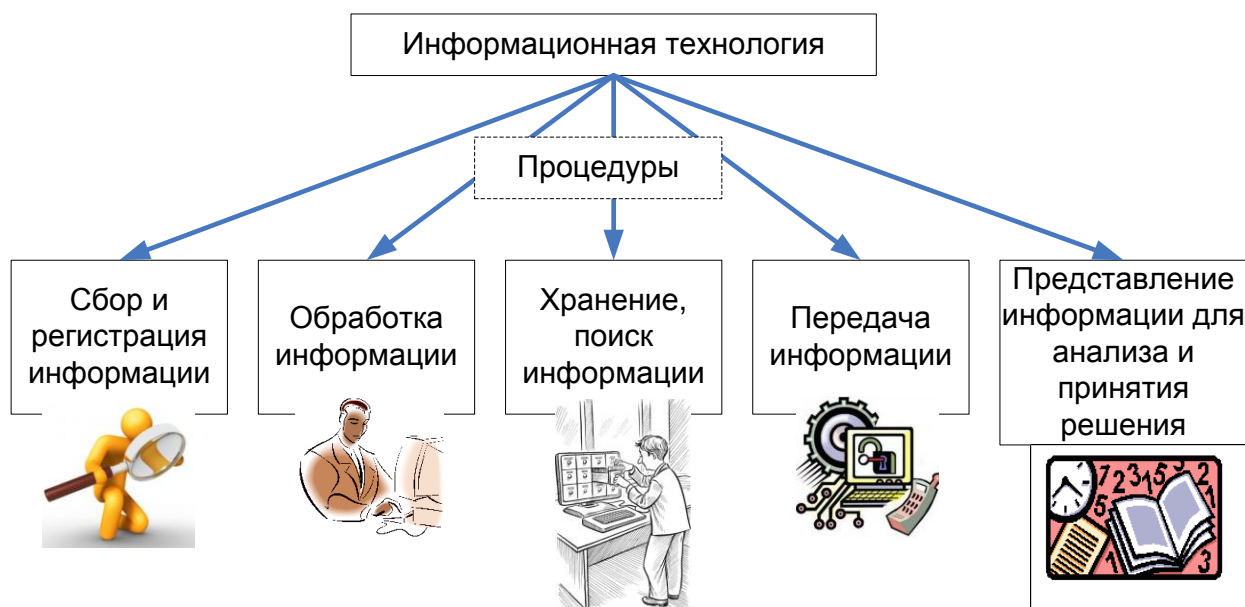 Информационная технология
Процедуры
Сбор и
регистрация
информации
Обработка
информации
Хранение,
поиск
информации
Передача
информации
Представление
информации для
анализа и
принятия
решения